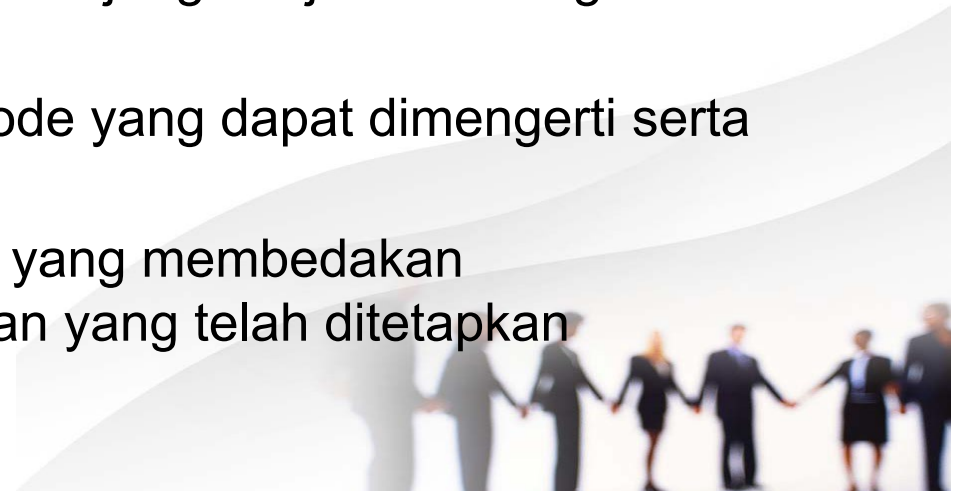 ode yang dapat dimengerti serta
yang membedakan
an yang telah ditetapkan